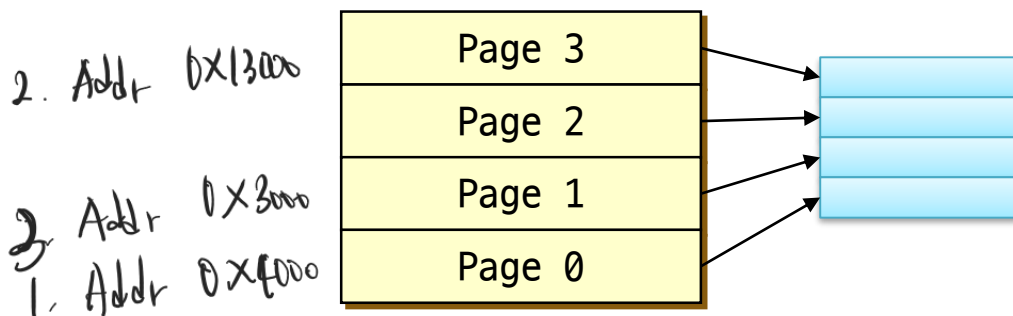 Page 3
2. Addr 0X13000
Page 2
3. Addr 0X3000
Page 1
1. Addr 0X4000
Page 0